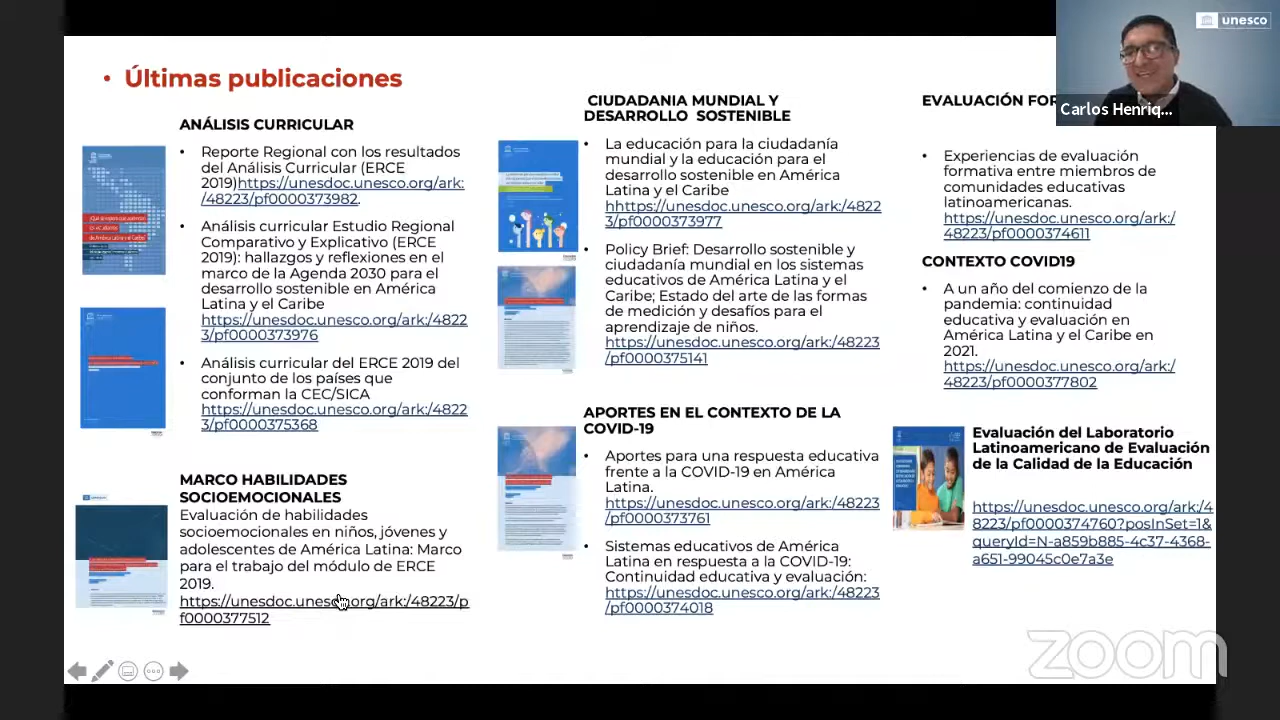 • Últimas publicaciones
ANÁLISIS CURRICULAR
• Reporte Regional con los resultados
del Análisis Curricular (ERCE
2019)https://unesdoc.unesco.org/ark:
/48223/pf0000373982.
• Análisis curricular Estudio Regional
Comparativo y Explicativo (ERCE
2019): hallazgos y reflexiones en el
marco de la Agenda 2030 para el
desarrollo sostenible en América
Latina y el Caribe
https://unesdoc.unesco.org/ark:/4822
3/pf0000373976
• Análisis curricular del ERCE 2019 del
conjunto de los países que
conforman la CEC/SICA
https://unesdoc.unesco.org/ark:/4822
3/pf0000375368
MARCO HABILIDADES
SOCIOEMOCIONALES
Evaluación de habilidades
socioemocionales en niños, jóvenes y
adolescentes de América Latina: Marco
para el trabajo del módulo de ERCE
2019.
https://unesdoc.unesco.org/ark:/48223/p
f0000377512
CIUDADANIA MUNDIAL Y
DESARROLLO SOSTENIBLE
• La educación para la ciudadanía
mundial y la educación para el
desarrollo sostenible en América
Latina y el Caribe
hhttps://unesdoc.unesco.org/ark:/4822
3/pf0000373977
• Policy Brief: Desarrollo sostenible y
ciudadanía mundial en los sistemas
educativos de América Latina y el
Caribe; Estado del arte de las formas
de medición y desafíos para el
aprendizaje de niños.
https://unesdoc.unesco.org/ark:/48223
/pf0000375141
APORTES EN EL CONTEXTO DE LA
COVID-19
• Aportes para una respuesta educativa
frente a la COVID-19 en América
Latina.
https://unesdoc.unesco.org/ark:/48223
/pf0000373761
• Sistemas educativos de América
Latina en respuesta a la COVID-19:
Continuidad educativa y evaluación:
https://unesdoc.unesco.org/ark:/48223
/pf0000374018
EVALUACIÓN FOR
• Experiencias de evaluación
formativa entre miembros de
comunidades educativas
latinoamericanas.
https://unesdoc.unesco.org/ark:/
48223/pf0000374611
CONTEXTO COVID19
• A un año del comienzo de la
pandemia: continuidad
educativa y evaluación en
América Latina y el Caribe en
2021.
https://unesdoc.unesco.org/ark:/
48223/pf0000377802
Evaluación del Laboratorio
Latinoamericano de Evaluación
de la Calidad de la Educación
https://unesdoc.unesco.org/ark:/4
8223/pf0000374760?posInSet=1&
queryId=N-a859b885-4c37-4368-
a651-99045c0e7a3e
unesco
Carlos Henriq...
zoom